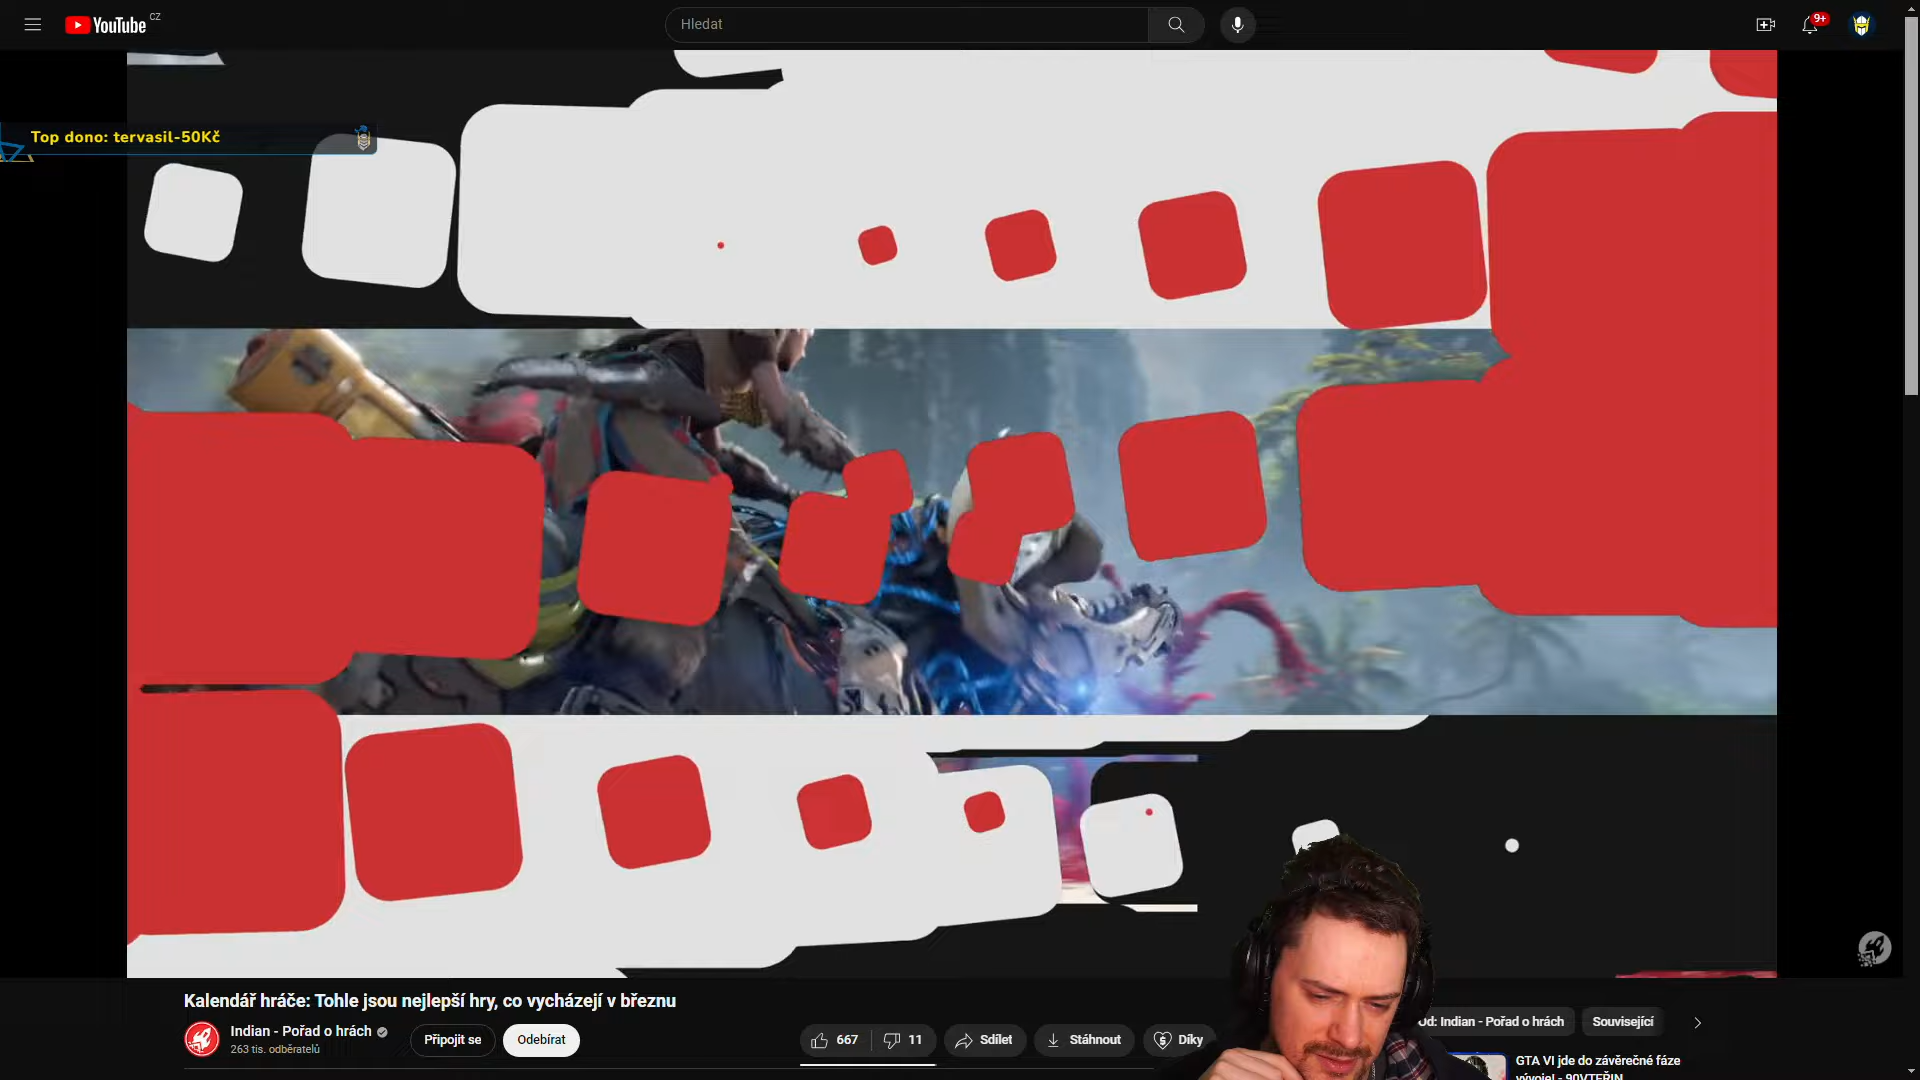 YouTube CZ
Hledat
9+
Top dono: tervasil-50Kč
Kalendář hráče: Tohle jsou nejlepší hry, co vycházejí v březnu
Indian - Pořad o hrách
263 tis. odběratelů
Připojit se
Odebírat
667
11
Sdílet
Stáhnout
Díky
Od: Indian - Pořad o hrách
Související
GTA VI jde do závěrečné fáze
vývoje! - 90VTEŘIN